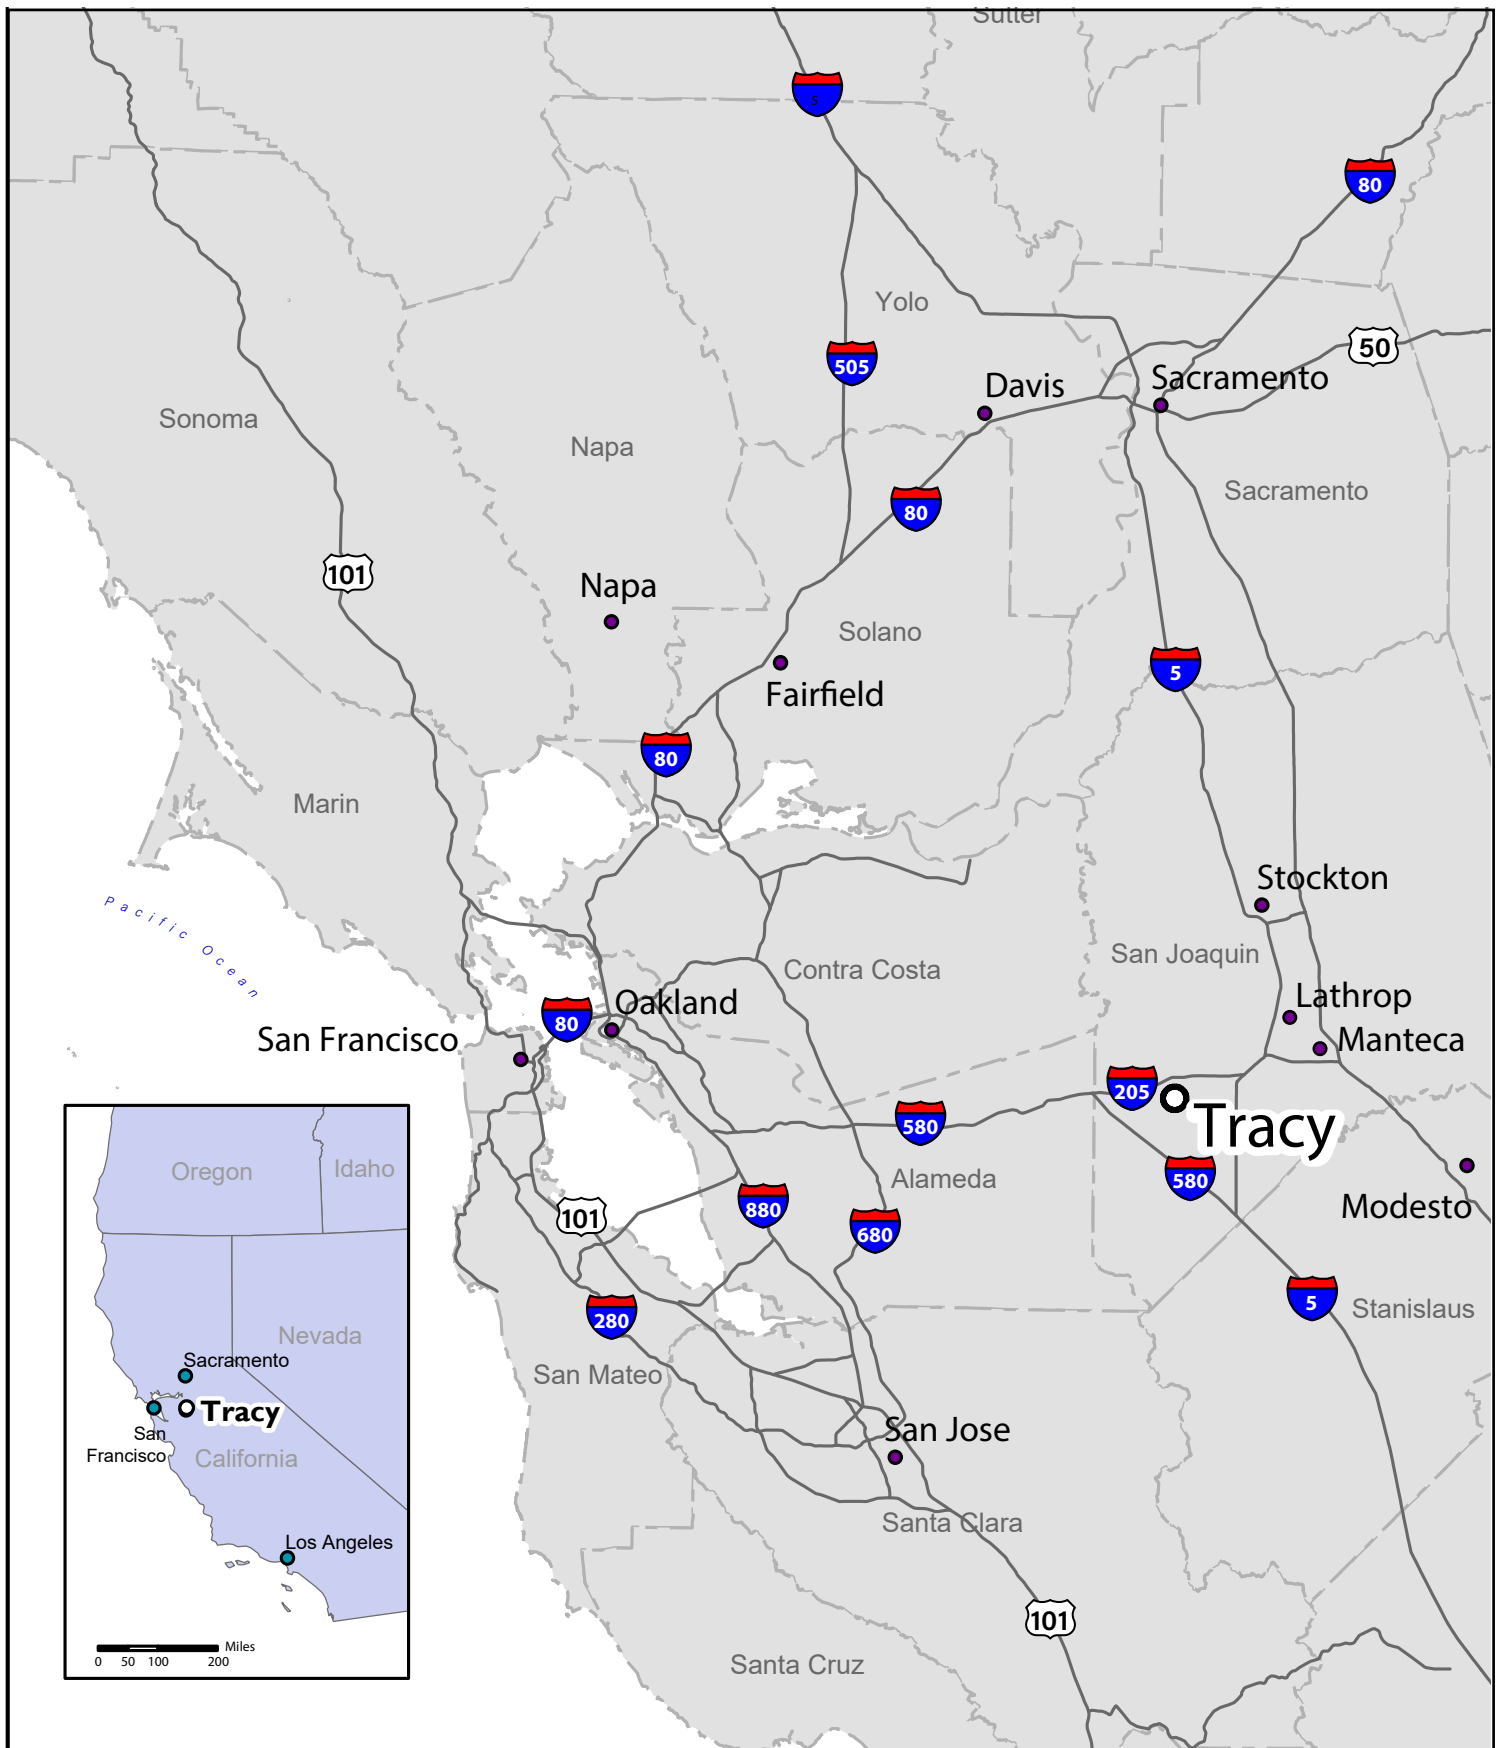 Sutter
5
80
Yolo
50
505
Davis
Sacramento
Sonoma
Napa
Sacramento
80
101
Napa
Solano
5
Fairfield
80
Marin
Stockton
Pacific Ocean
San Joaquin
Contra Costa
Lathrop
Oakland
80
San Francisco
Manteca
205
580
Tracy
580
Alameda
Modesto
880
101
680
5
Stanislaus
280
San Mateo
San Jose
Santa Clara
101
Santa Cruz
Oregon
Idaho
Nevada
Sacramento
Tracy
San
Francisco
California
Los Angeles
Miles
0 50 100 200